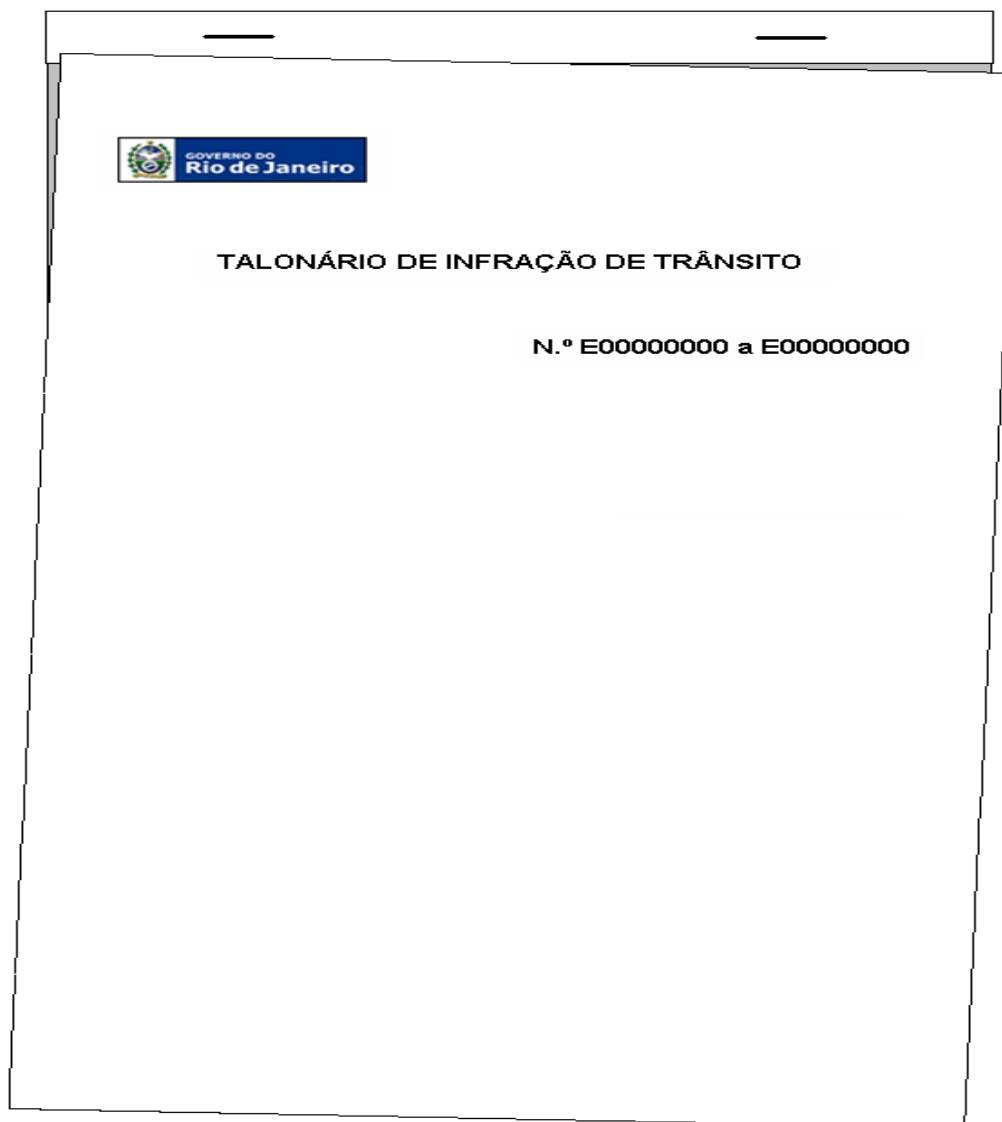 GOVERNO DO
Rio de Janeiro
TALONÁRIO DE INFRAÇÃO DE TRÂNSITO
N.º E00000000 a E00000000